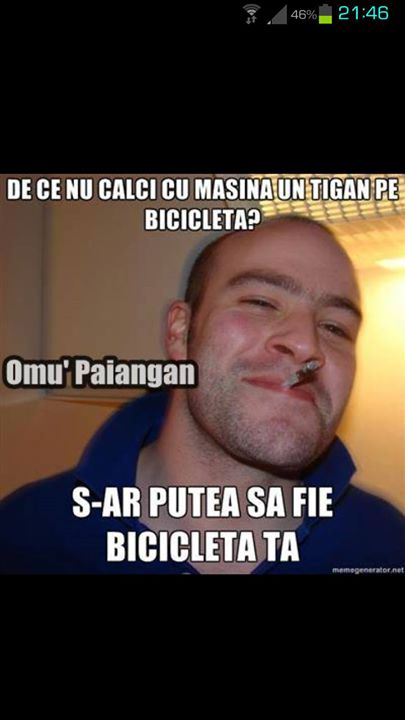 46% 21:46
DE CE NU CALCI CU MASINA UN TIGAN PE
BICICLETA?
Omu' Paiangan
S-AR PUTEA SA FIE
BICICLETA TA
memegenerator.net